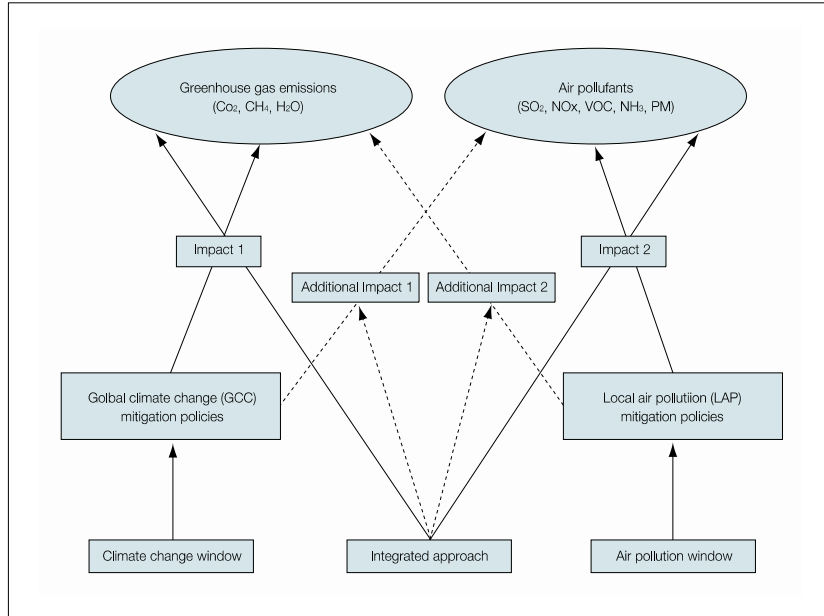 Greenhouse gas emissions
(Co₂, CH₄, H₂O)
Air pollufants
(SO₂, NOx, VOC, NH₃, PM)
Impact 1
Impact 2
Additional Impact 1
Additional Impact 2
Golbal climate change (GCC)
mitigation policies
Local air pollutiion (LAP)
mitigation policies
Climate change window
Integrated approach
Air pollution window